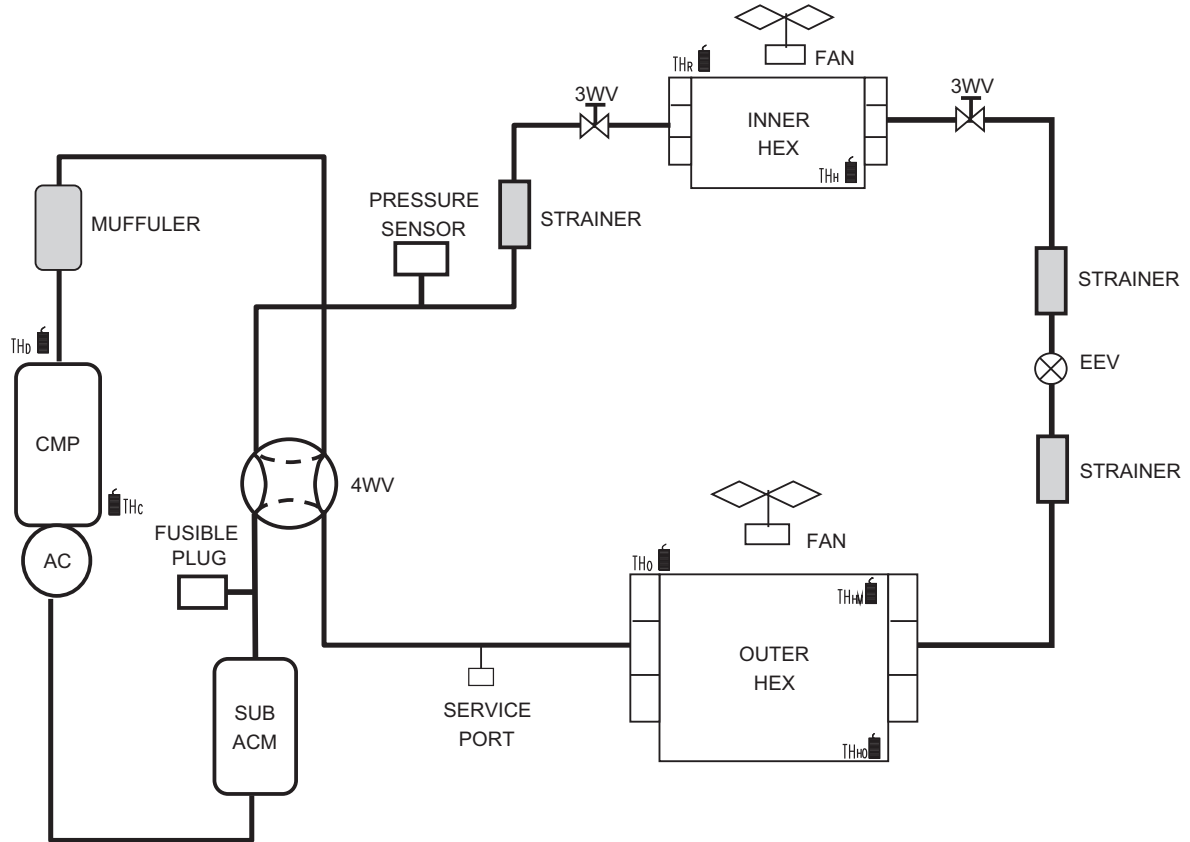 THR
FAN
3WV
3WV
INNER
HEX
THH
MUFFULER
PRESSURE
SENSOR
STRAINER
STRAINER
THD
EEV
CMP
STRAINER
4WV
THC
FUSIBLE
PLUG
FAN
AC
THO
THHM
OUTER
HEX
SERVICE
PORT
SUB
ACM
THHO